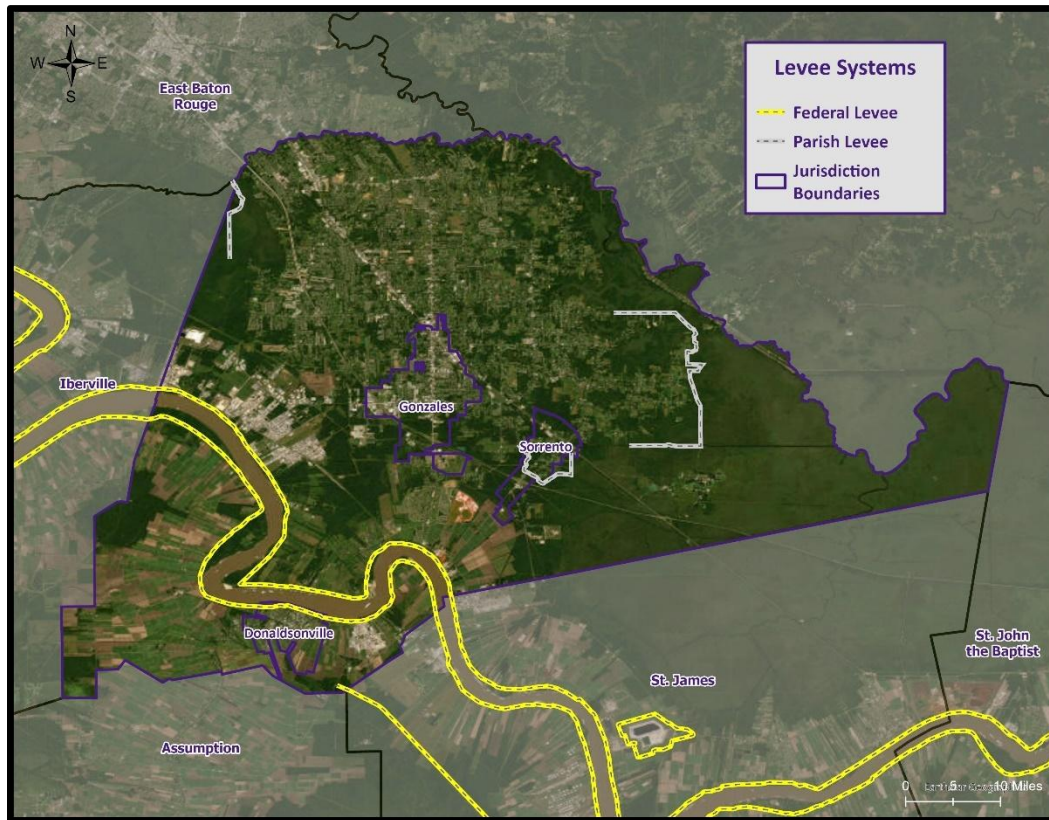 N
W E
S
East Baton
Rouge
Levee Systems
Federal Levee
Parish Levee
Jurisdiction
Boundaries
Iberville
Gonzales
Sorrento
Donaldsonville
St. John
the Baptist
St. James
Assumption
0 5 10 Miles